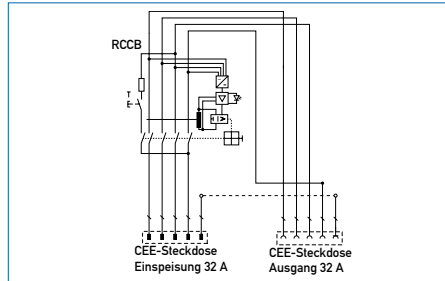 RCCB
T
CEE-Steckdose
Einspeisung 32 A
CEE-Steckdose
Ausgang 32 A